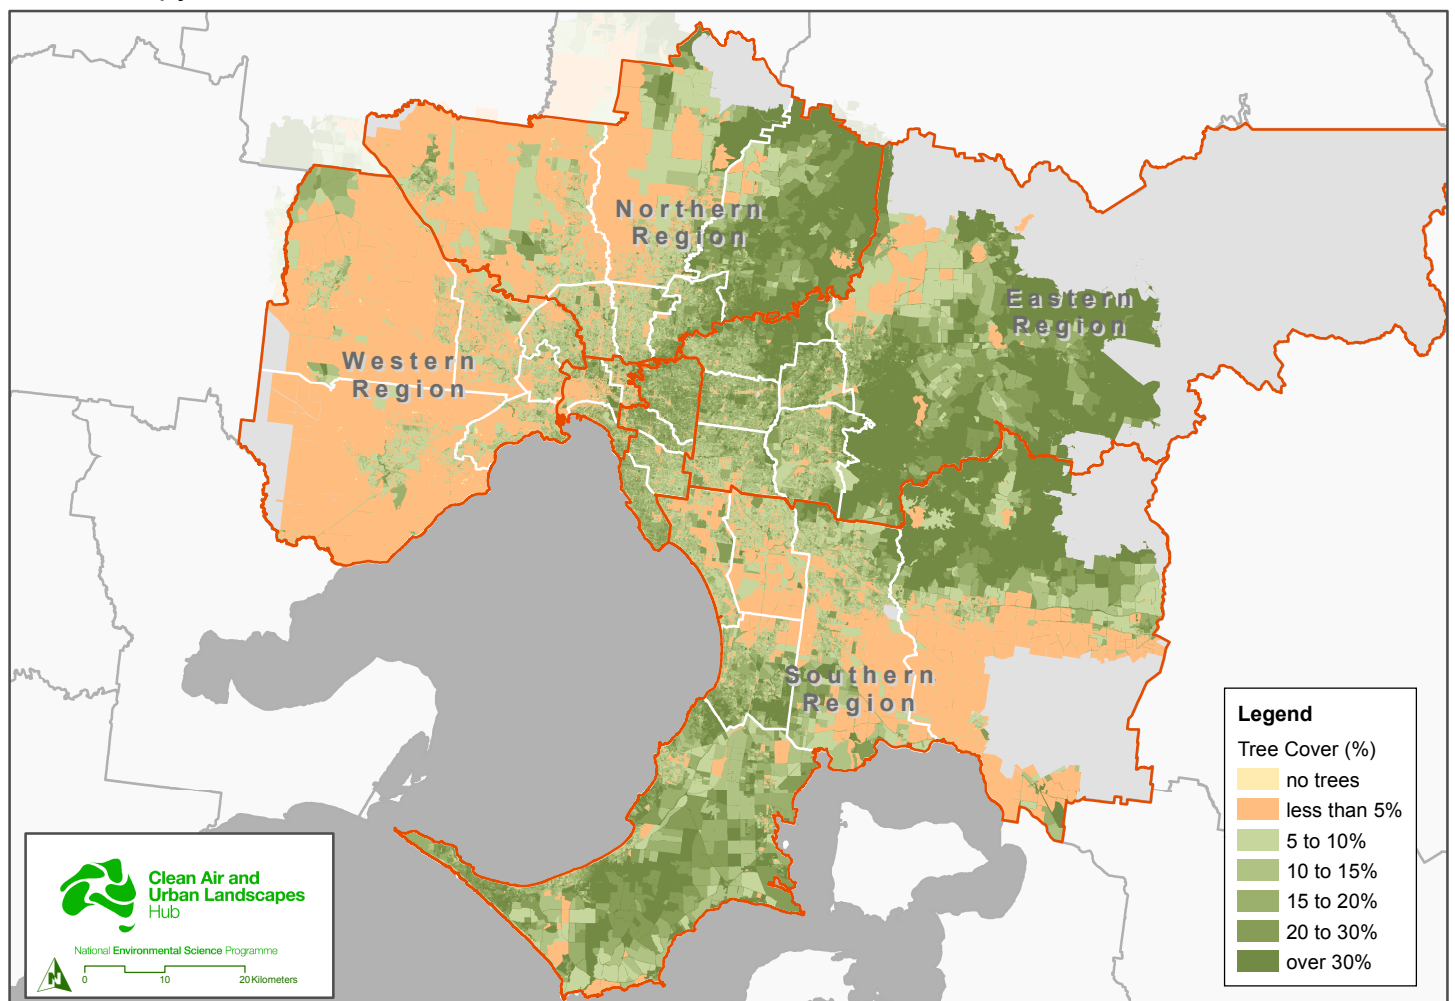 Northern
Region
Eastern
Region
Western
Region
Southern
Region
Legend
Tree Cover (%)
no trees
less than 5%
5 to 10%
10 to 15%
15 to 20%
20 to 30%
over 30%
Clean Air and
Urban Landscapes
Hub
National Environmental Science Programme
N
0 10 20 Kilometers